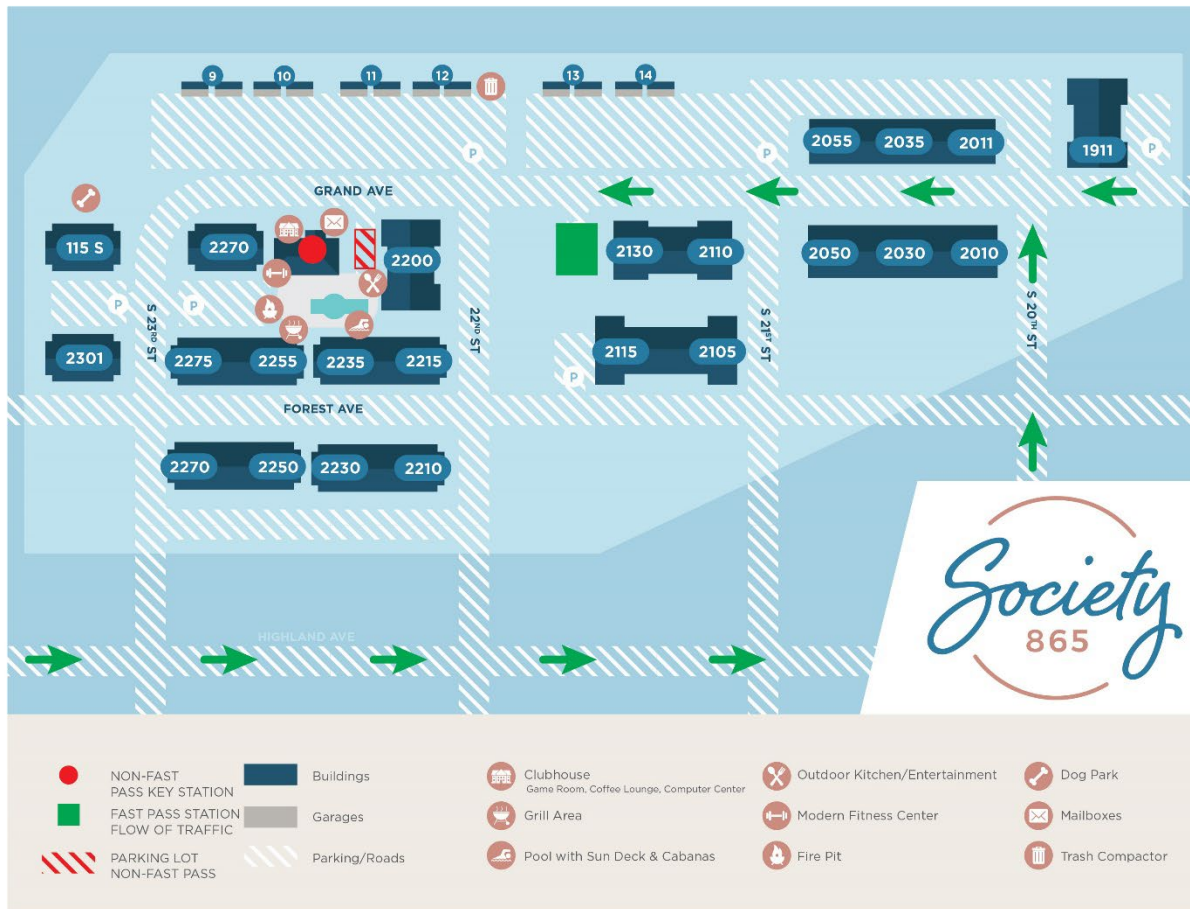 9
10
11
12
13
14
P
P
2055
2035
2011
1911
P
GRAND AVE
115 S
2270
2200
2130
2110
2050
2030
2010
P
P
S 23RD ST
22ND ST
S 21ST ST
S 20TH ST
2301
2275
2255
2235
2215
P
2115
2105
FOREST AVE
2270
2250
2230
2210
HIGHLAND AVE
Society
865
NON-FAST
PASS KEY STATION
FAST PASS STATION
FLOW OF TRAFFIC
PARKING LOT
NON-FAST PASS
Buildings
Garages
Parking/Roads
Clubhouse
Game Room, Coffee Lounge, Computer Center
Grill Area
Pool with Sun Deck & Cabanas
Outdoor Kitchen/Entertainment
Modern Fitness Center
Fire Pit
Dog Park
Mailboxes
Trash Compactor